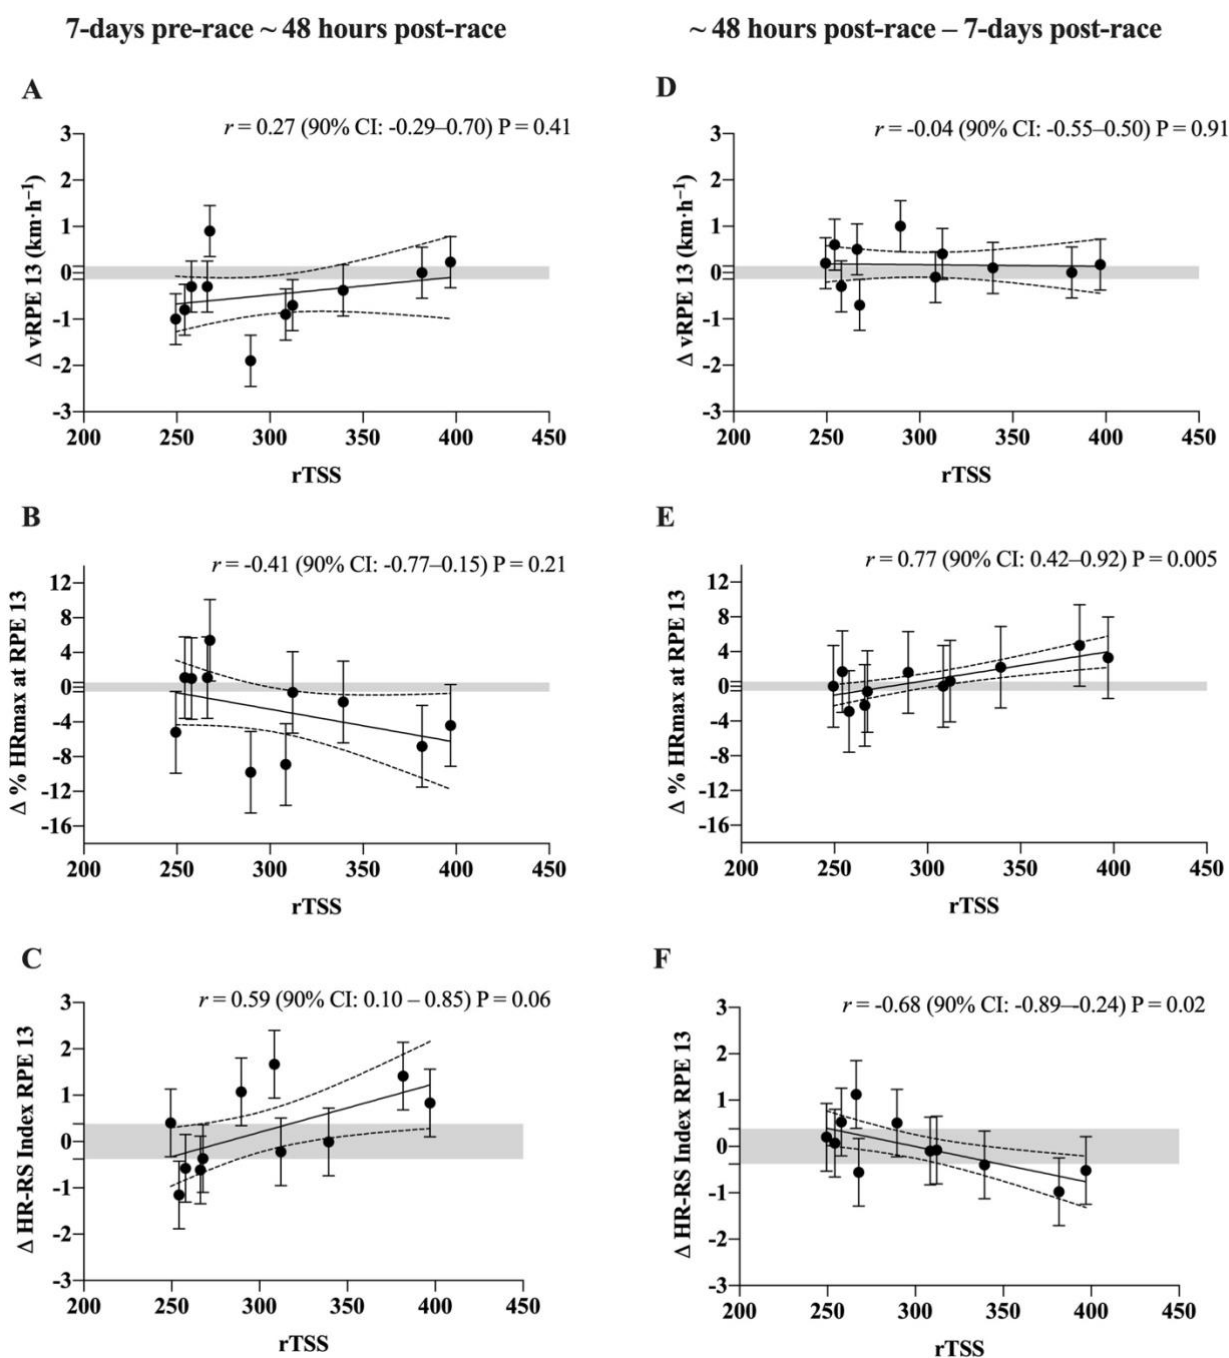 7-days pre-race ~ 48 hours post-race
~ 48 hours post-race – 7-days post-race
A
r = 0.27 (90% CI: -0.29–0.70) P = 0.41
Δ vRPE 13 (km·h⁻¹)
3
2
1
0
-1
-2
-3
200 250 300 350 400 450
rTSS
D
r = -0.04 (90% CI: -0.55–0.50) P = 0.91
Δ vRPE 13 (km·h⁻¹)
3
2
1
0
-1
-2
-3
200 250 300 350 400 450
rTSS
B
r = -0.41 (90% CI: -0.77–0.15) P = 0.21
Δ % HRmax at RPE 13
12
8
4
0
-4
-8
-12
-16
200 250 300 350 400 450
rTSS
E
r = 0.77 (90% CI: 0.42–0.92) P = 0.005
Δ % HRmax at RPE 13
12
8
4
0
-4
-8
-12
-16
200 250 300 350 400 450
rTSS
C
r = 0.59 (90% CI: 0.10 – 0.85) P = 0.06
Δ HR-RS Index RPE 13
3
2
1
0
-1
-2
-3
200 250 300 350 400 450
rTSS
F
r = -0.68 (90% CI: -0.89–-0.24) P = 0.02
Δ HR-RS Index RPE 13
3
2
1
0
-1
-2
-3
200 250 300 350 400 450
rTSS